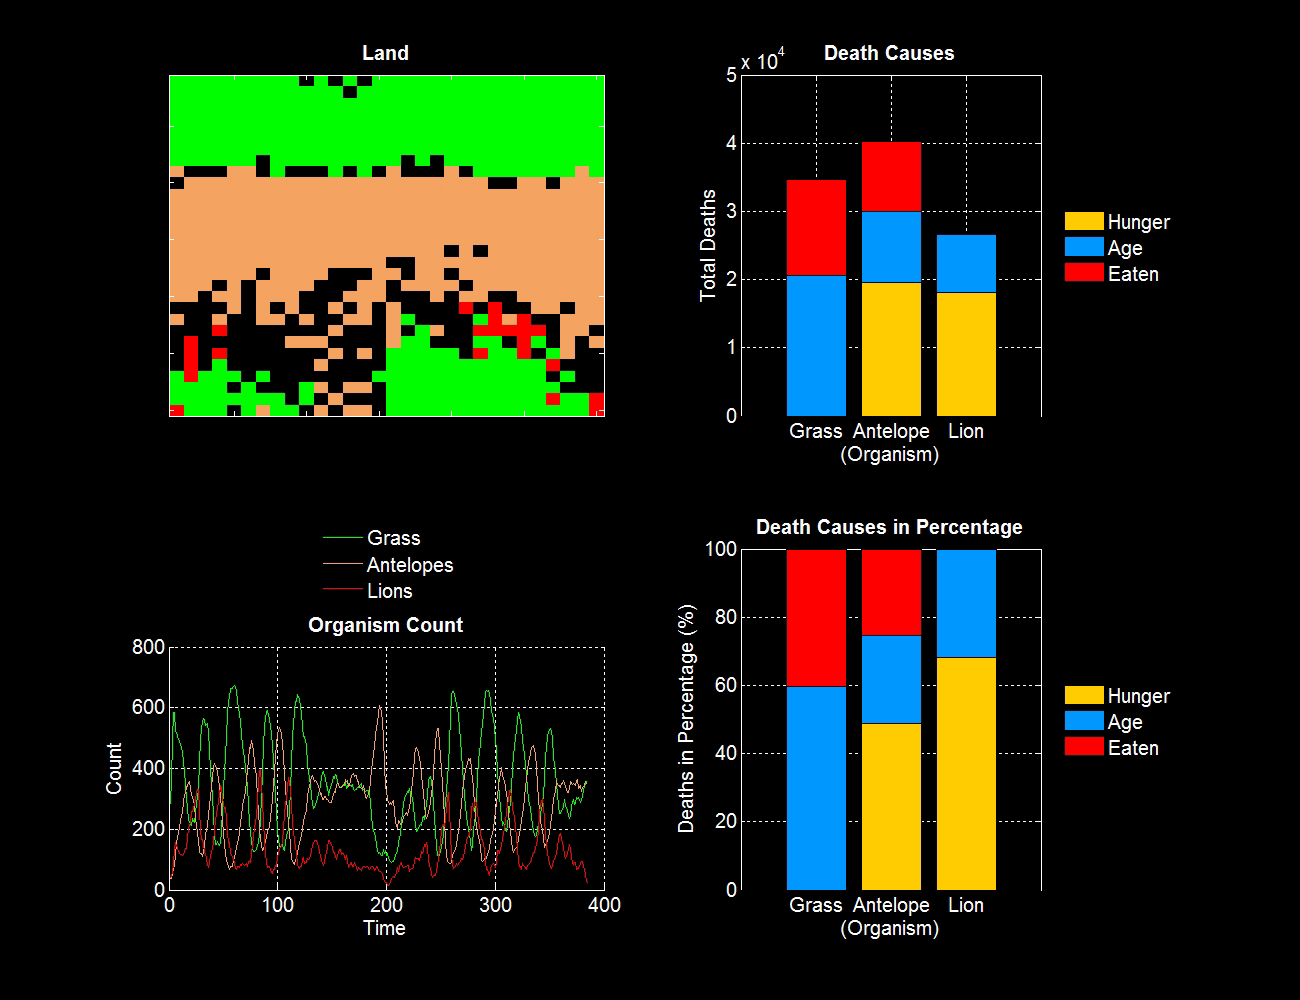 Land
5 x 10^4
Death Causes
4
3
2
1
0
Total Deaths
Grass Antelope Lion
(Organism)
Hunger
Age
Eaten
Grass
Antelopes
Lions
Organism Count
800
600
400
200
0
Count
0 100 200 300 400
Time
Death Causes in Percentage
100
80
60
40
20
0
Deaths in Percentage (%)
Grass Antelope Lion
(Organism)
Hunger
Age
Eaten